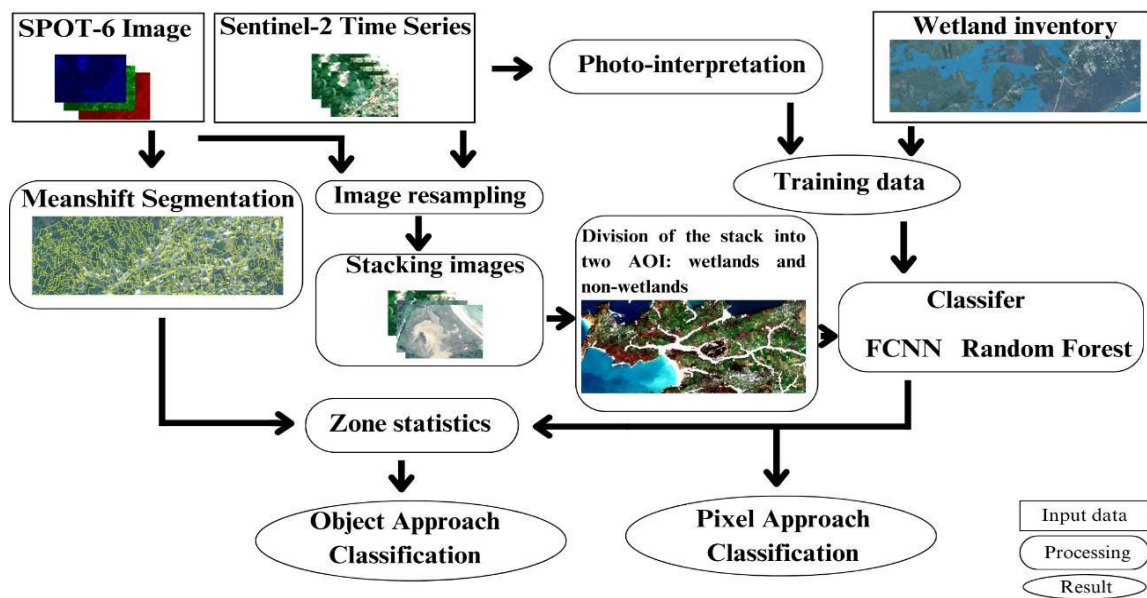 SPOT-6 Image
Sentinel-2 Time Series
Photo-interpretation
Wetland inventory
Training data
Meanshift Segmentation
Image resampling
Stacking images
Division of the stack into
two AOI: wetlands and
non-wetlands
Classifer
FCNN Random Forest
Zone statistics
Object Approach
Classification
Pixel Approach
Classification
Input data
Processing
Result